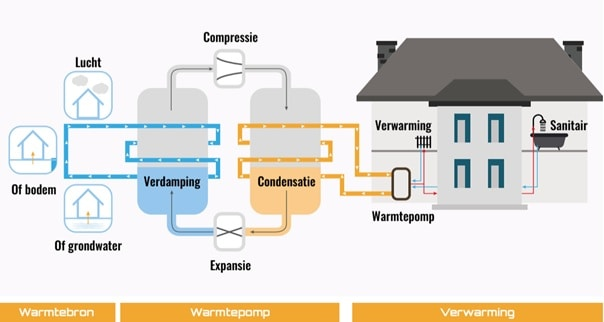 Compressie
Lucht
Verwarming
Sanitair
Of bodem
Verdamping
Condensatie
Warmtepomp
Of grondwater
Expansie
Warmtebron
Warmtepomp
Verwarming